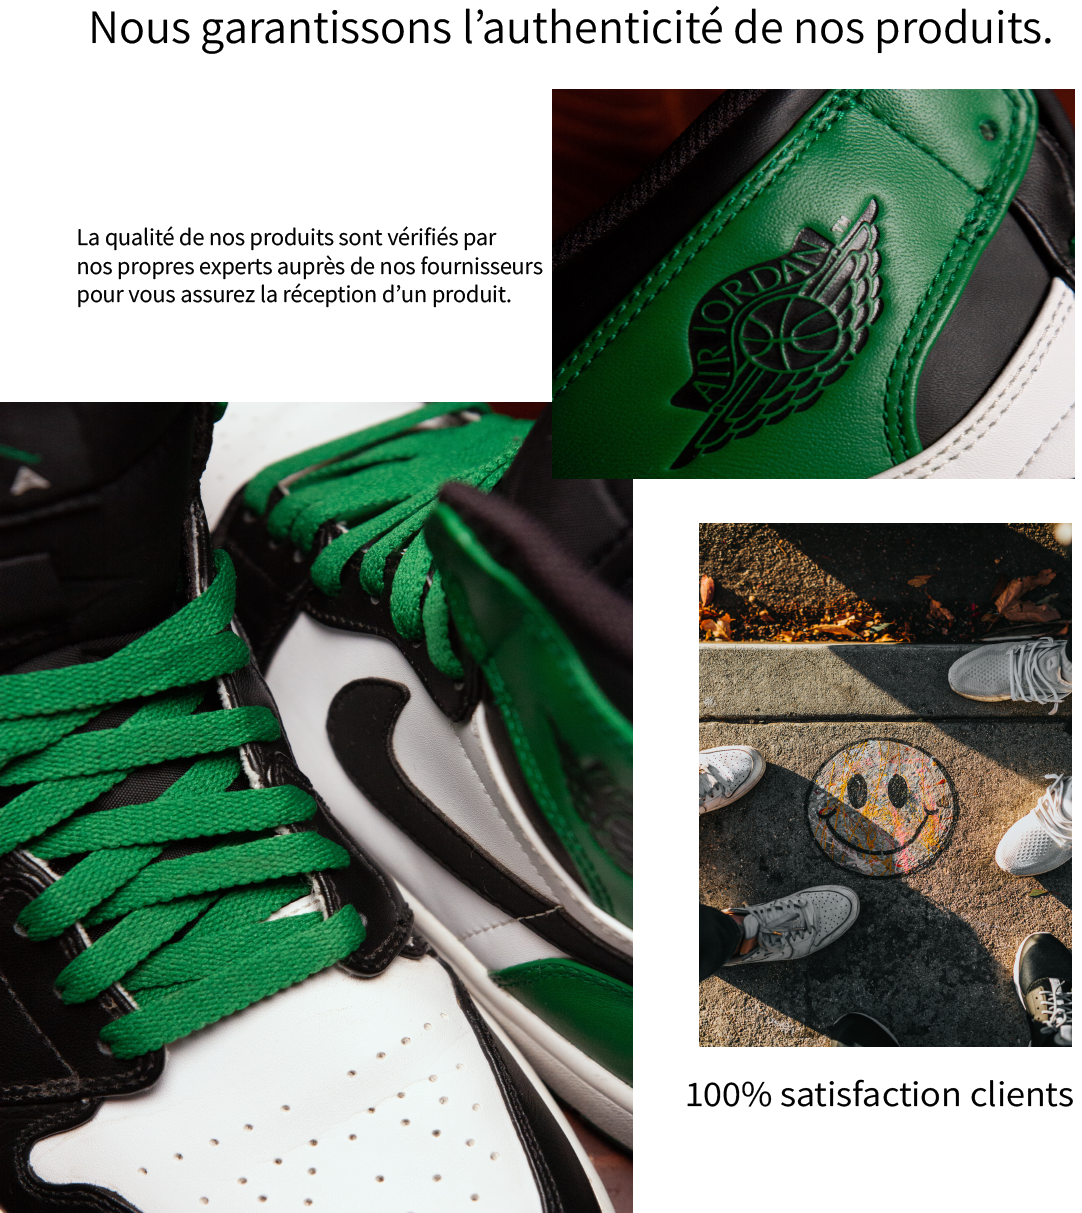 Nous garantissons l’authenticité de nos produits.
La qualité de nos produits sont vérifiés par
nos propres experts auprès de nos fournisseurs
pour vous assurez la réception d’un produit.
AIR JORDAN
100% satisfaction clients